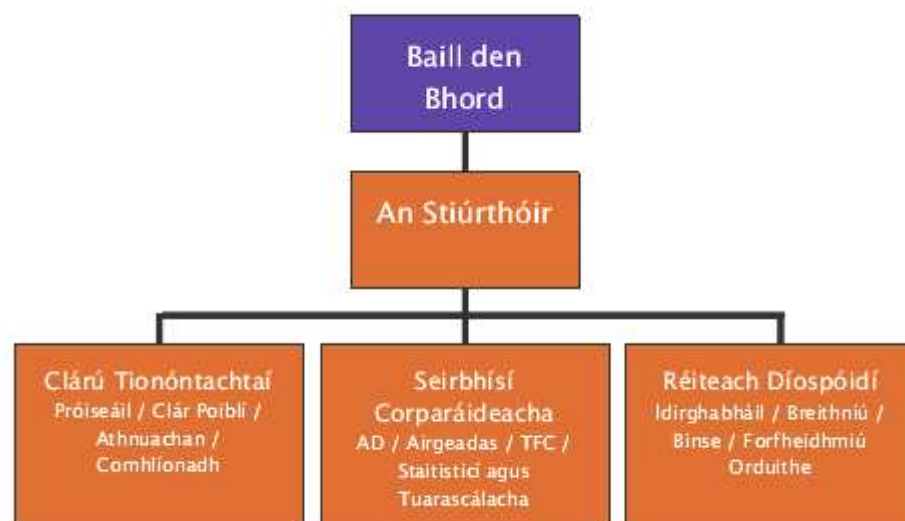 Baill den
Bhord
An Stiúrthóir
Clárú Tionóntachtaí
Próiseáil / Clár Poiblí /
Athnuachan /
Comhlíonadh
Seirbhísí
Corparáideacha
AD / Airgeadas / TFC /
Staitisticí agus
Tuarascálacha
Réiteach Díospóidí
Idirghabháil / Breithniú /
Binse / Forfheidhmiú
Orduithe